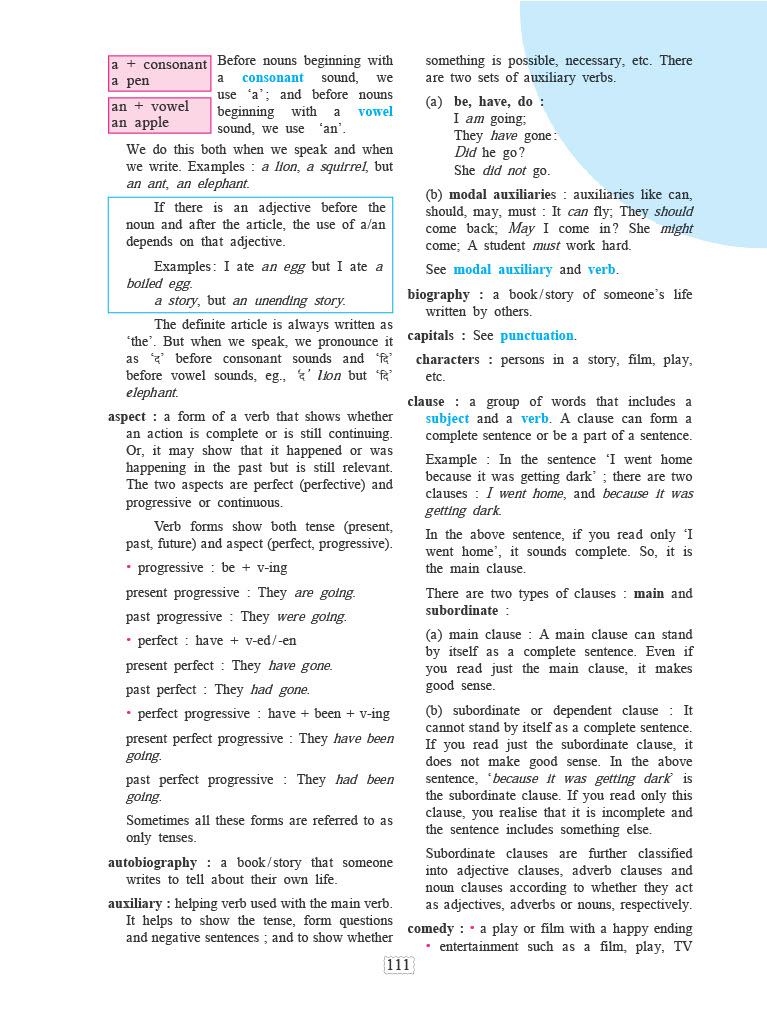 a + consonant
a pen
an + vowel
an apple
Before nouns beginning with
a consonant sound, we
use ‘a’; and before nouns
beginning with a vowel
sound, we use ‘an’.
We do this both when we speak and when
we write. Examples : a lion, a squirrel, but
an ant, an elephant.
If there is an adjective before the
noun and after the article, the use of a/an
depends on that adjective.
Examples: I ate an egg but I ate a
boiled egg.
a story, but an unending story.
The definite article is always written as
‘the’. But when we speak, we pronounce it
as ‘द’ before consonant sounds and ‘दि’
before vowel sounds, eg., ‘द’ lion but ‘दि’
elephant.
aspect : a form of a verb that shows whether
an action is complete or is still continuing.
Or, it may show that it happened or was
happening in the past but is still relevant.
The two aspects are perfect (perfective) and
progressive or continuous.
Verb forms show both tense (present,
past, future) and aspect (perfect, progressive).
• progressive : be + v-ing
present progressive : They are going.
past progressive : They were going.
• perfect : have + v-ed/-en
present perfect : They have gone.
past perfect : They had gone.
• perfect progressive : have + been + v-ing
present perfect progressive : They have been
going.
past perfect progressive : They had been
going.
Sometimes all these forms are referred to as
only tenses.
autobiography : a book/story that someone
writes to tell about their own life.
auxiliary : helping verb used with the main verb.
It helps to show the tense, form questions
and negative sentences ; and to show whether
something is possible, necessary, etc. There
are two sets of auxiliary verbs.
(a) be, have, do :
I am going;
They have gone:
Did he go?
She did not go.
(b) modal auxiliaries : auxiliaries like can,
should, may, must : It can fly; They should
come back; May I come in? She might
come; A student must work hard.
See modal auxiliary and verb.
biography : a book/story of someone’s life
written by others.
capitals : See punctuation.
characters : persons in a story, film, play,
etc.
clause : a group of words that includes a
subject and a verb. A clause can form a
complete sentence or be a part of a sentence.
Example : In the sentence ‘I went home
because it was getting dark’ ; there are two
clauses : I went home, and because it was
getting dark.
In the above sentence, if you read only ‘I
went home’, it sounds complete. So, it is
the main clause.
There are two types of clauses : main and
subordinate :
(a) main clause : A main clause can stand
by itself as a complete sentence. Even if
you read just the main clause, it makes
good sense.
(b) subordinate or dependent clause : It
cannot stand by itself as a complete sentence.
If you read just the subordinate clause, it
does not make good sense. In the above
sentence, ‘because it was getting dark’ is
the subordinate clause. If you read only this
clause, you realise that it is incomplete and
the sentence includes something else.
Subordinate clauses are further classified
into adjective clauses, adverb clauses and
noun clauses according to whether they act
as adjectives, adverbs or nouns, respectively.
comedy : • a play or film with a happy ending
• entertainment such as a film, play, TV
111